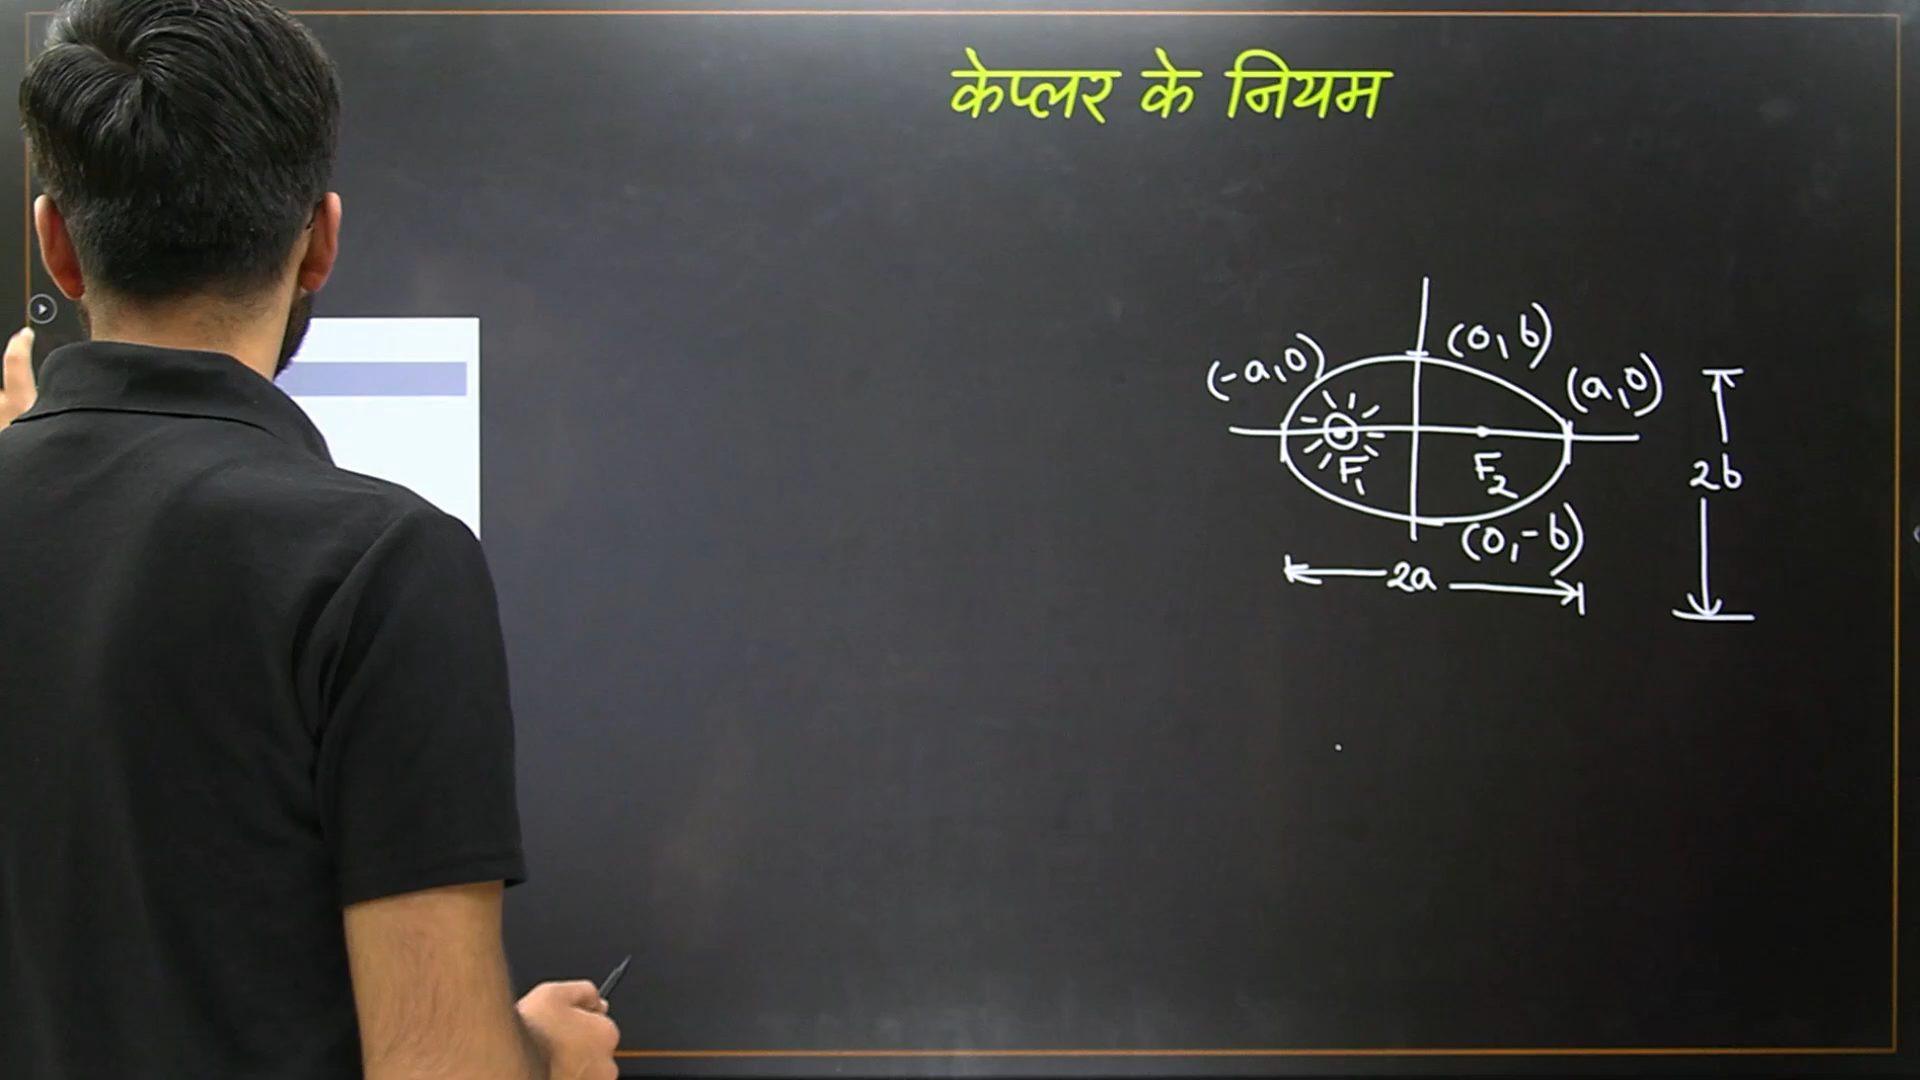 केप्लर के नियम
(0, b)
(-a, 0)
(a, 0)
F₁
F₂
2b
(0, -b)
2a